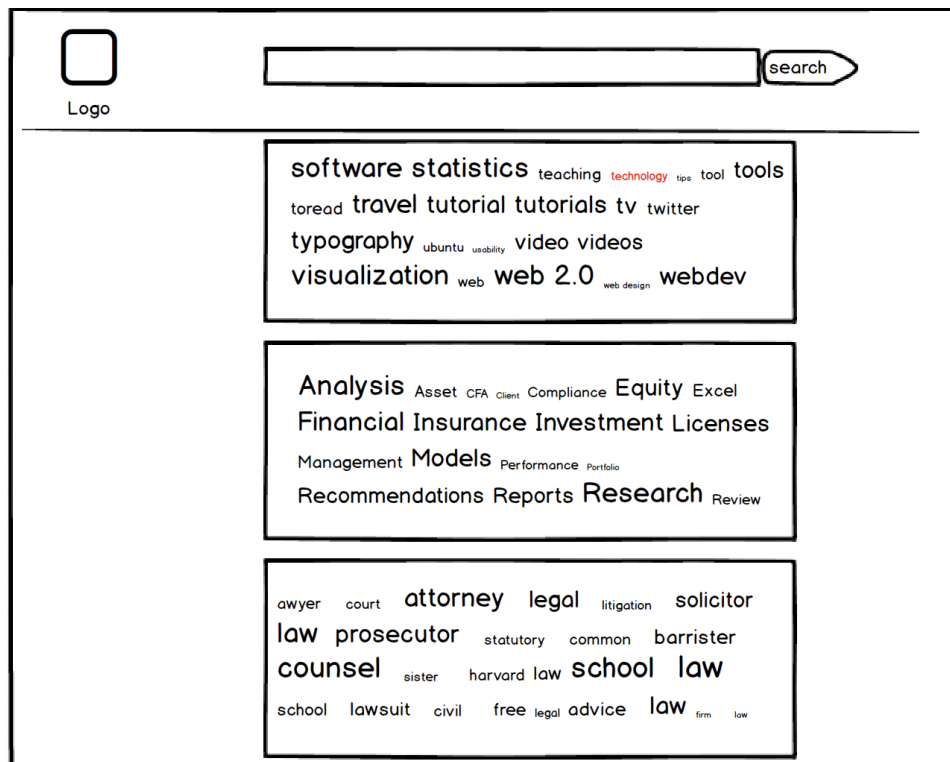 search
Logo
software statistics teaching technology tips tool tools
toread travel tutorial tutorials tv twitter
typography ubuntu usability video videos
visualization web web 2.0 web design webdev
Analysis Asset CFA Client Compliance Equity Excel
Financial Insurance Investment Licenses
Management Models Performance Portfolio
Recommendations Reports Research Review
awyer court attorney legal litigation solicitor
law prosecutor statutory common barrister
counsel sister harvard law school law
school lawsuit civil free legal advice law firm law